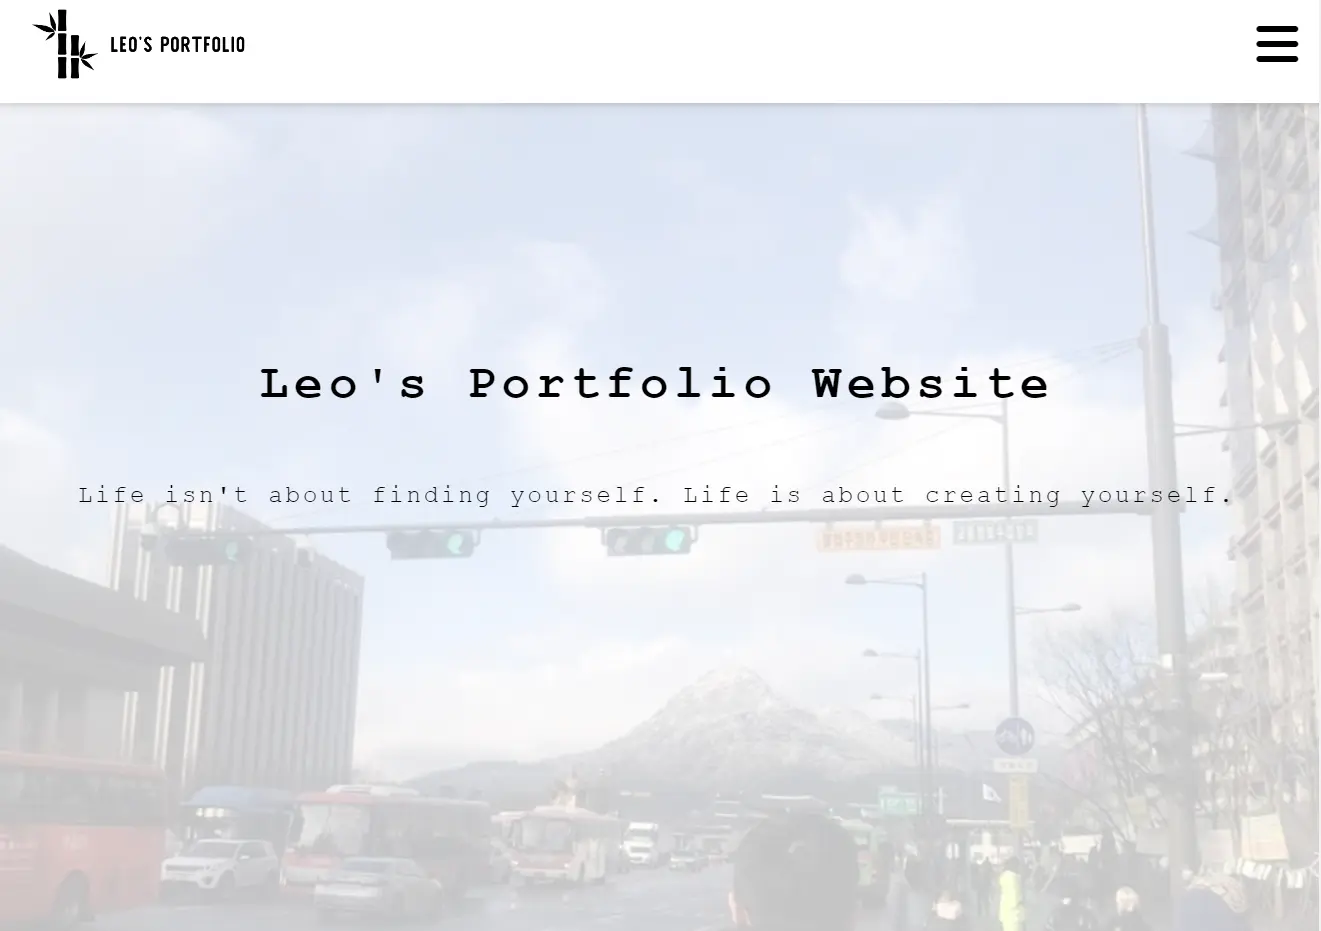 LEO'S PORTFOLIO
Leo's Portfolio Website
Life isn't about finding yourself. Life is about creating yourself.